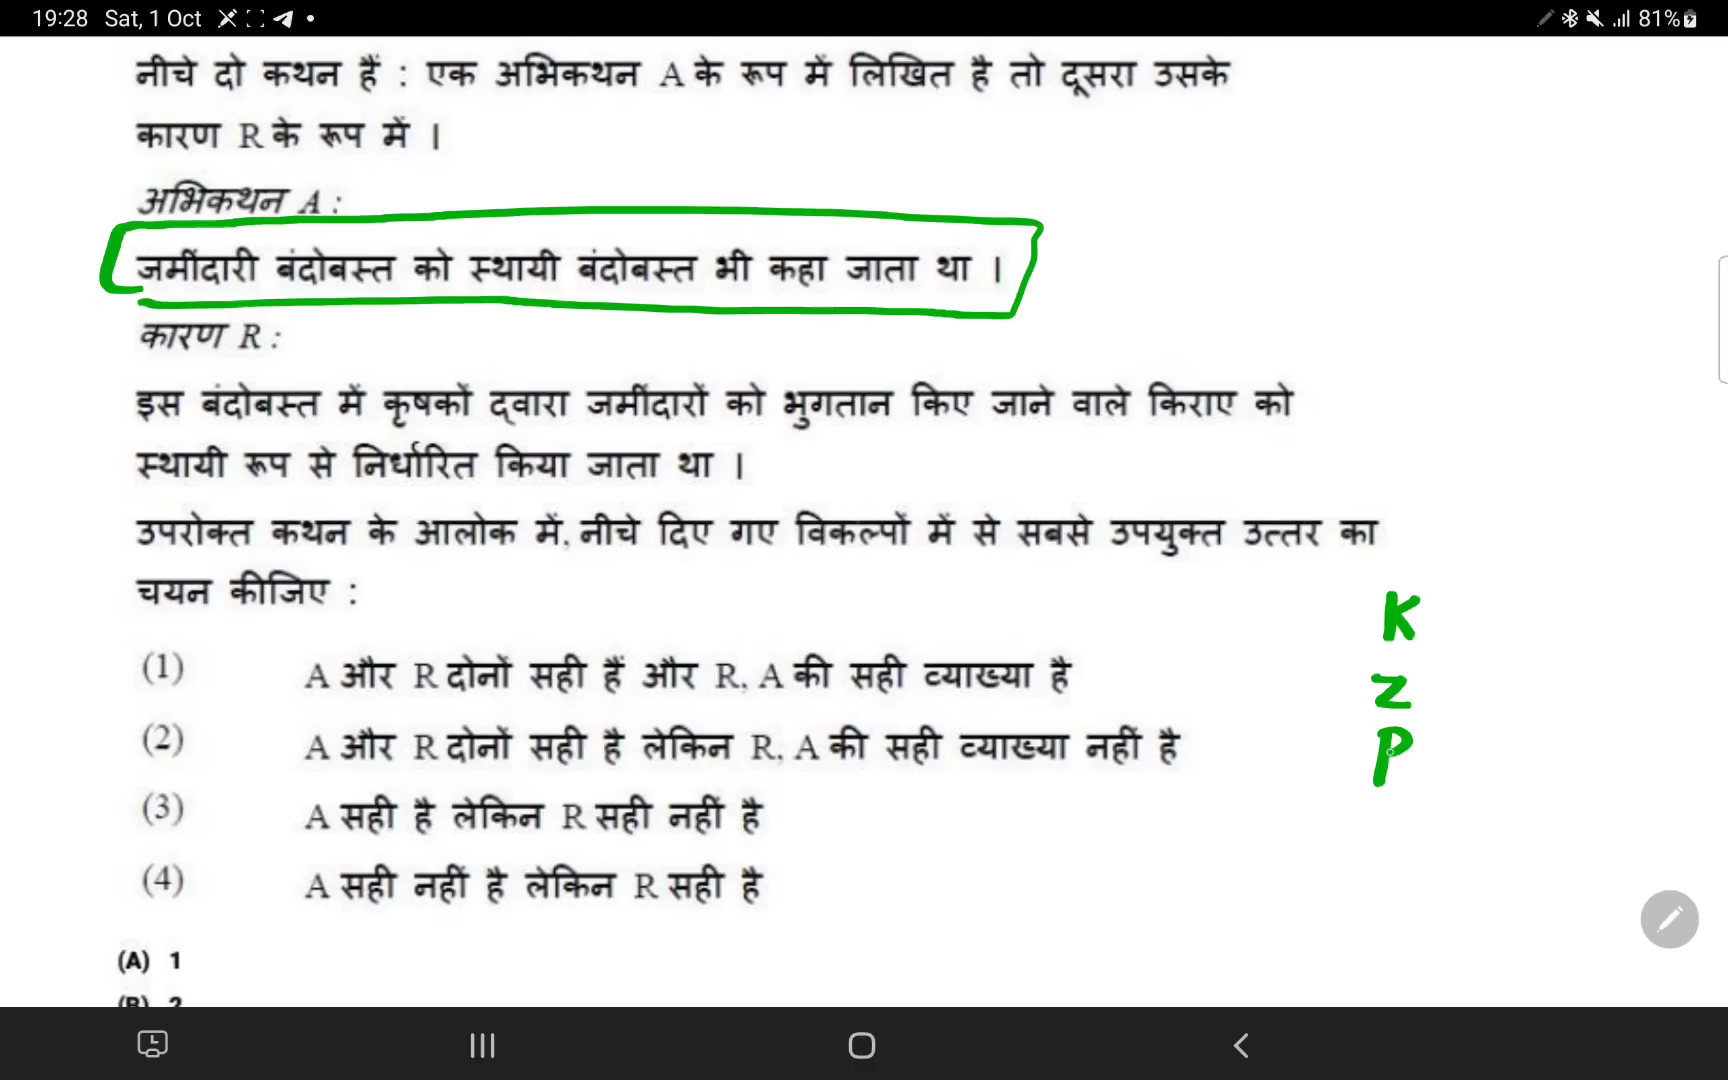 19:28 Sat, 1 Oct
81%
नीचे दो कथन हैं : एक अभिकथन A के रूप में लिखित है तो दूसरा उसके
कारण R के रूप में ।
अभिकथन A :
जमींदारी बंदोबस्त को स्थायी बंदोबस्त भी कहा जाता था ।
कारण R :
इस बंदोबस्त में कृषकों द्वारा जमींदारों को भुगतान किए जाने वाले किराए को
स्थायी रूप से निर्धारित किया जाता था ।
उपरोक्त कथन के आलोक में, नीचे दिए गए विकल्पों में से सबसे उपयुक्त उत्तर का
चयन कीजिए :
K
(1) A और R दोनों सही हैं और R, A की सही व्याख्या है
Z
(2) A और R दोनों सही है लेकिन R, A की सही व्याख्या नहीं है
P
(3) A सही है लेकिन R सही नहीं है
(4) A सही नहीं है लेकिन R सही है
(A) 1
(B) 2